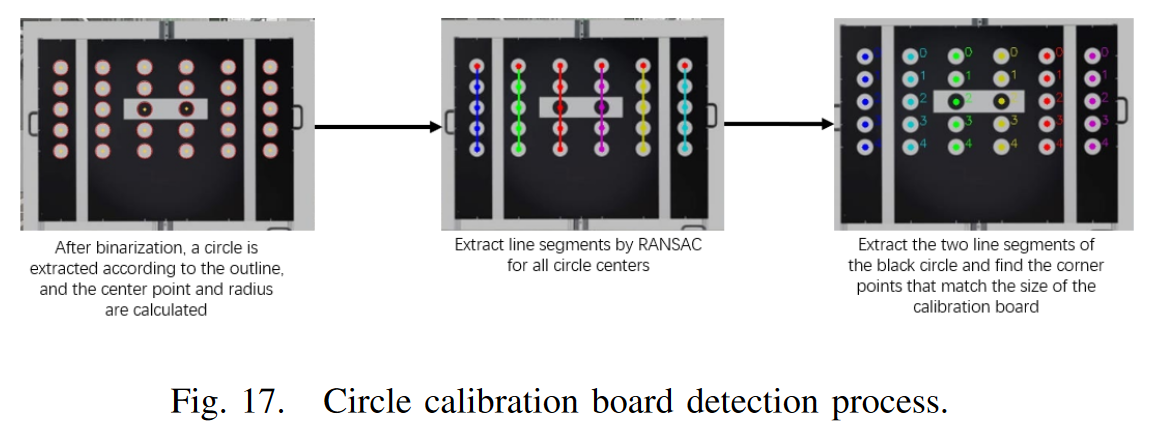 0 0 0 0 0 0
1 1 1 1 1 1
2 2 2 2 2
3 3 3 3 3 3
4 4 4 4 4 4
After binarization, a circle is
extracted according to the outline,
and the center point and radius
are calculated
Extract line segments by RANSAC
for all circle centers
Extract the two line segments of
the black circle and find the corner
points that match the size of the
calibration board
Fig. 17. Circle calibration board detection process.